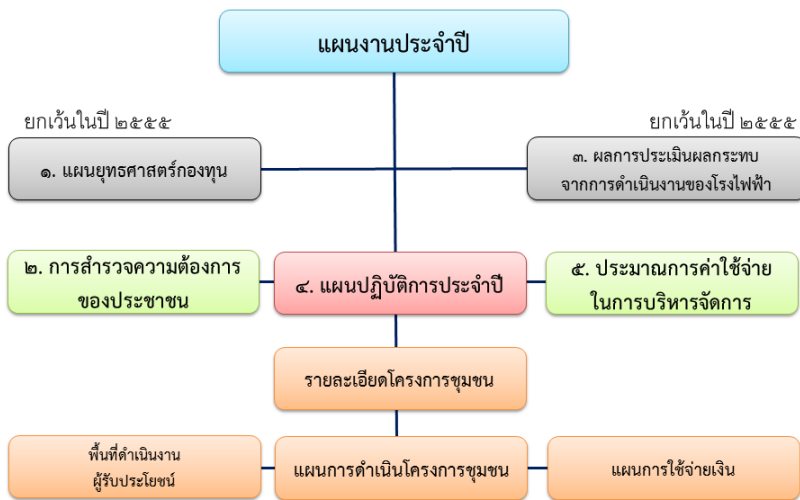 แผนงานประจำปี
ยกเว้นในปี ๒๕๕๕
ยกเว้นในปี ๒๕๕๕
๑. แผนยุทธศาสตร์กองทุน
๓. ผลการประเมินผลกระทบ
จากการดำเนินงานของโรงไฟฟ้า
๒. การสำรวจความต้องการ
ของประชาชน
๔. แผนปฏิบัติการประจำปี
๕. ประมาณการค่าใช้จ่าย
ในการบริหารจัดการ
รายละเอียดโครงการชุมชน
พื้นที่ดำเนินงาน
ผู้รับประโยชน์
แผนการดำเนินโครงการชุมชน
แผนการใช้จ่ายเงิน